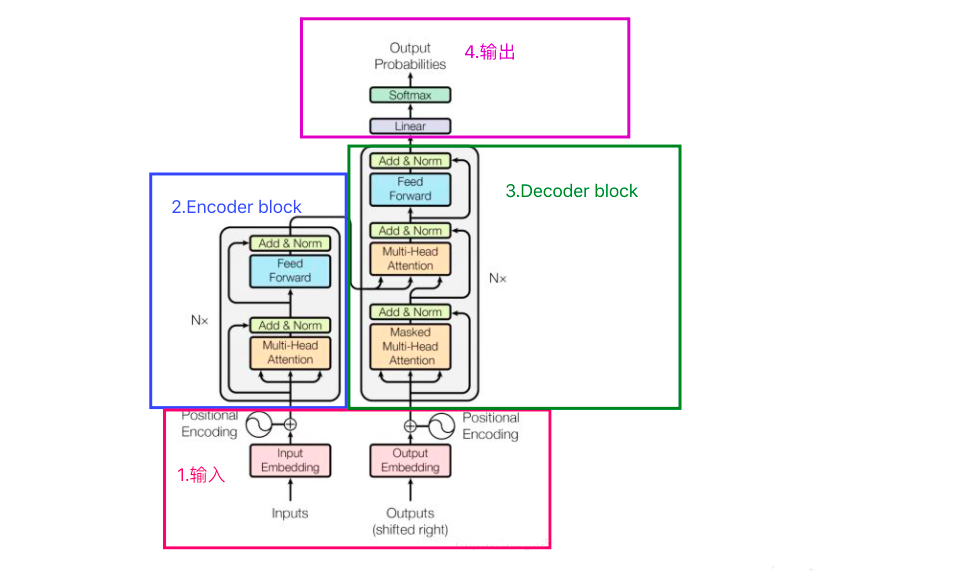 4.输出
Output
Probabilities
Softmax
Linear
3.Decoder block
Add & Norm
Feed
Forward
Add & Norm
Multi-Head
Attention
N×
Add & Norm
Masked
Multi-Head
Attention
2.Encoder block
Add & Norm
Feed
Forward
N×
Add & Norm
Multi-Head
Attention
1.输入
Positional
Encoding
Input
Embedding
Inputs
Positional
Encoding
Output
Embedding
Outputs
(shifted right)